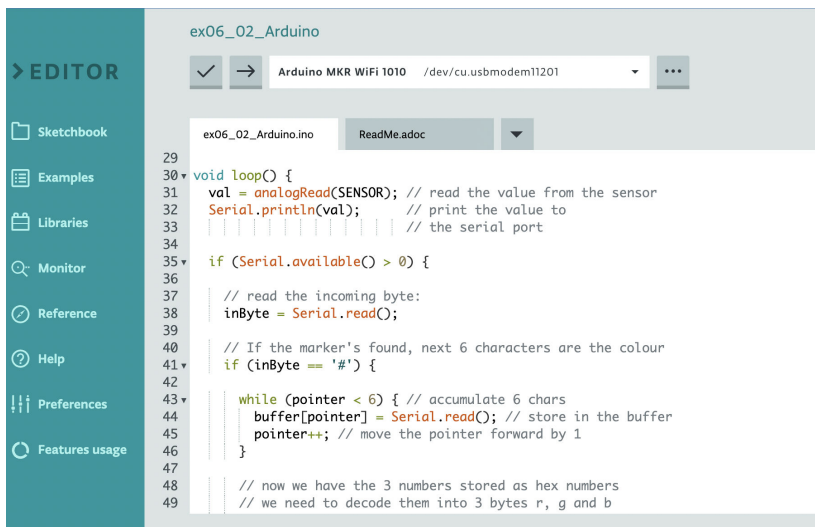 ex06_02_Arduino
>EDITOR
Arduino MKR WiFi 1010 /dev/cu.usbmodem11201
Sketchbook
Examples
Libraries
Monitor
Reference
Help
Preferences
Features usage
ex06_02_Arduino.ino ReadMe.adoc
29
30 void loop() {
31 val = analogRead(SENSOR); // read the value from the sensor
32 Serial.println(val); // print the value to
33 // the serial port
34
35 if (Serial.available() > 0) {
36
37 // read the incoming byte:
38 inByte = Serial.read();
39
40 // If the marker's found, next 6 characters are the colour
41 if (inByte == '#') {
42
43 while (pointer < 6) { // accumulate 6 chars
44 buffer[pointer] = Serial.read(); // store in the buffer
45 pointer++; // move the pointer forward by 1
46 }
47
48 // now we have the 3 numbers stored as hex numbers
49 // we need to decode them into 3 bytes r, g and b